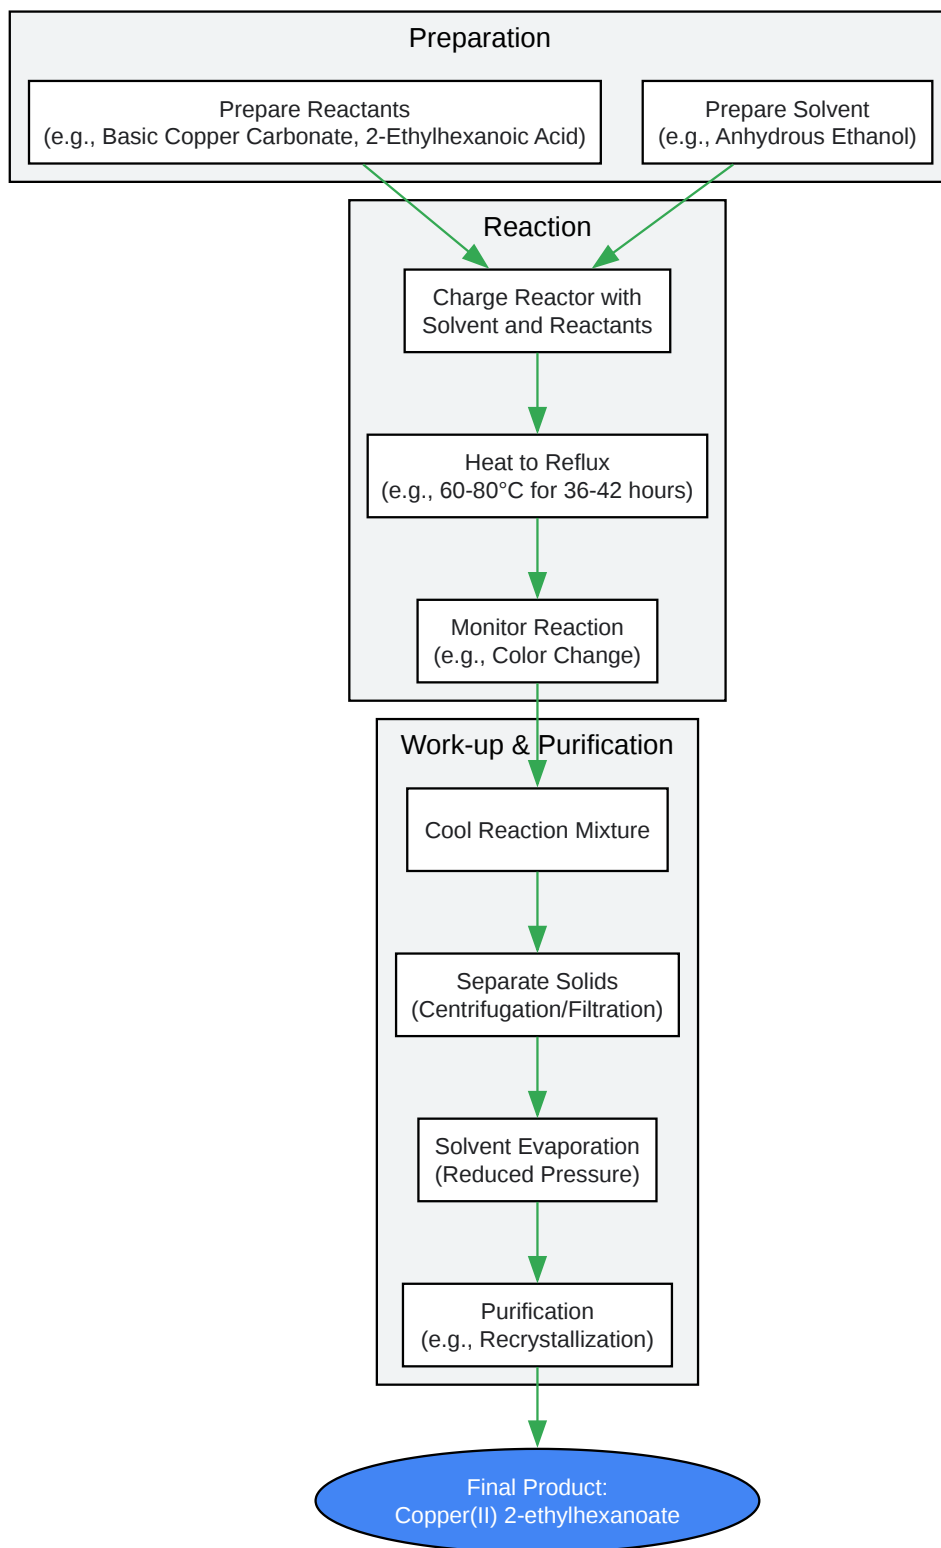 Preparation
Prepare Reactants
(e.g., Basic Copper Carbonate, 2-Ethylhexanoic Acid)
Prepare Solvent
(e.g., Anhydrous Ethanol)
Reaction
Charge Reactor with
Solvent and Reactants
Heat to Reflux
(e.g., 60-80°C for 36-42 hours)
Monitor Reaction
(e.g., Color Change)
Work-up & Purification
Cool Reaction Mixture
Separate Solids
(Centrifugation/Filtration)
Solvent Evaporation
(Reduced Pressure)
Purification
(e.g., Recrystallization)
Final Product:
Copper(II) 2-ethylhexanoate